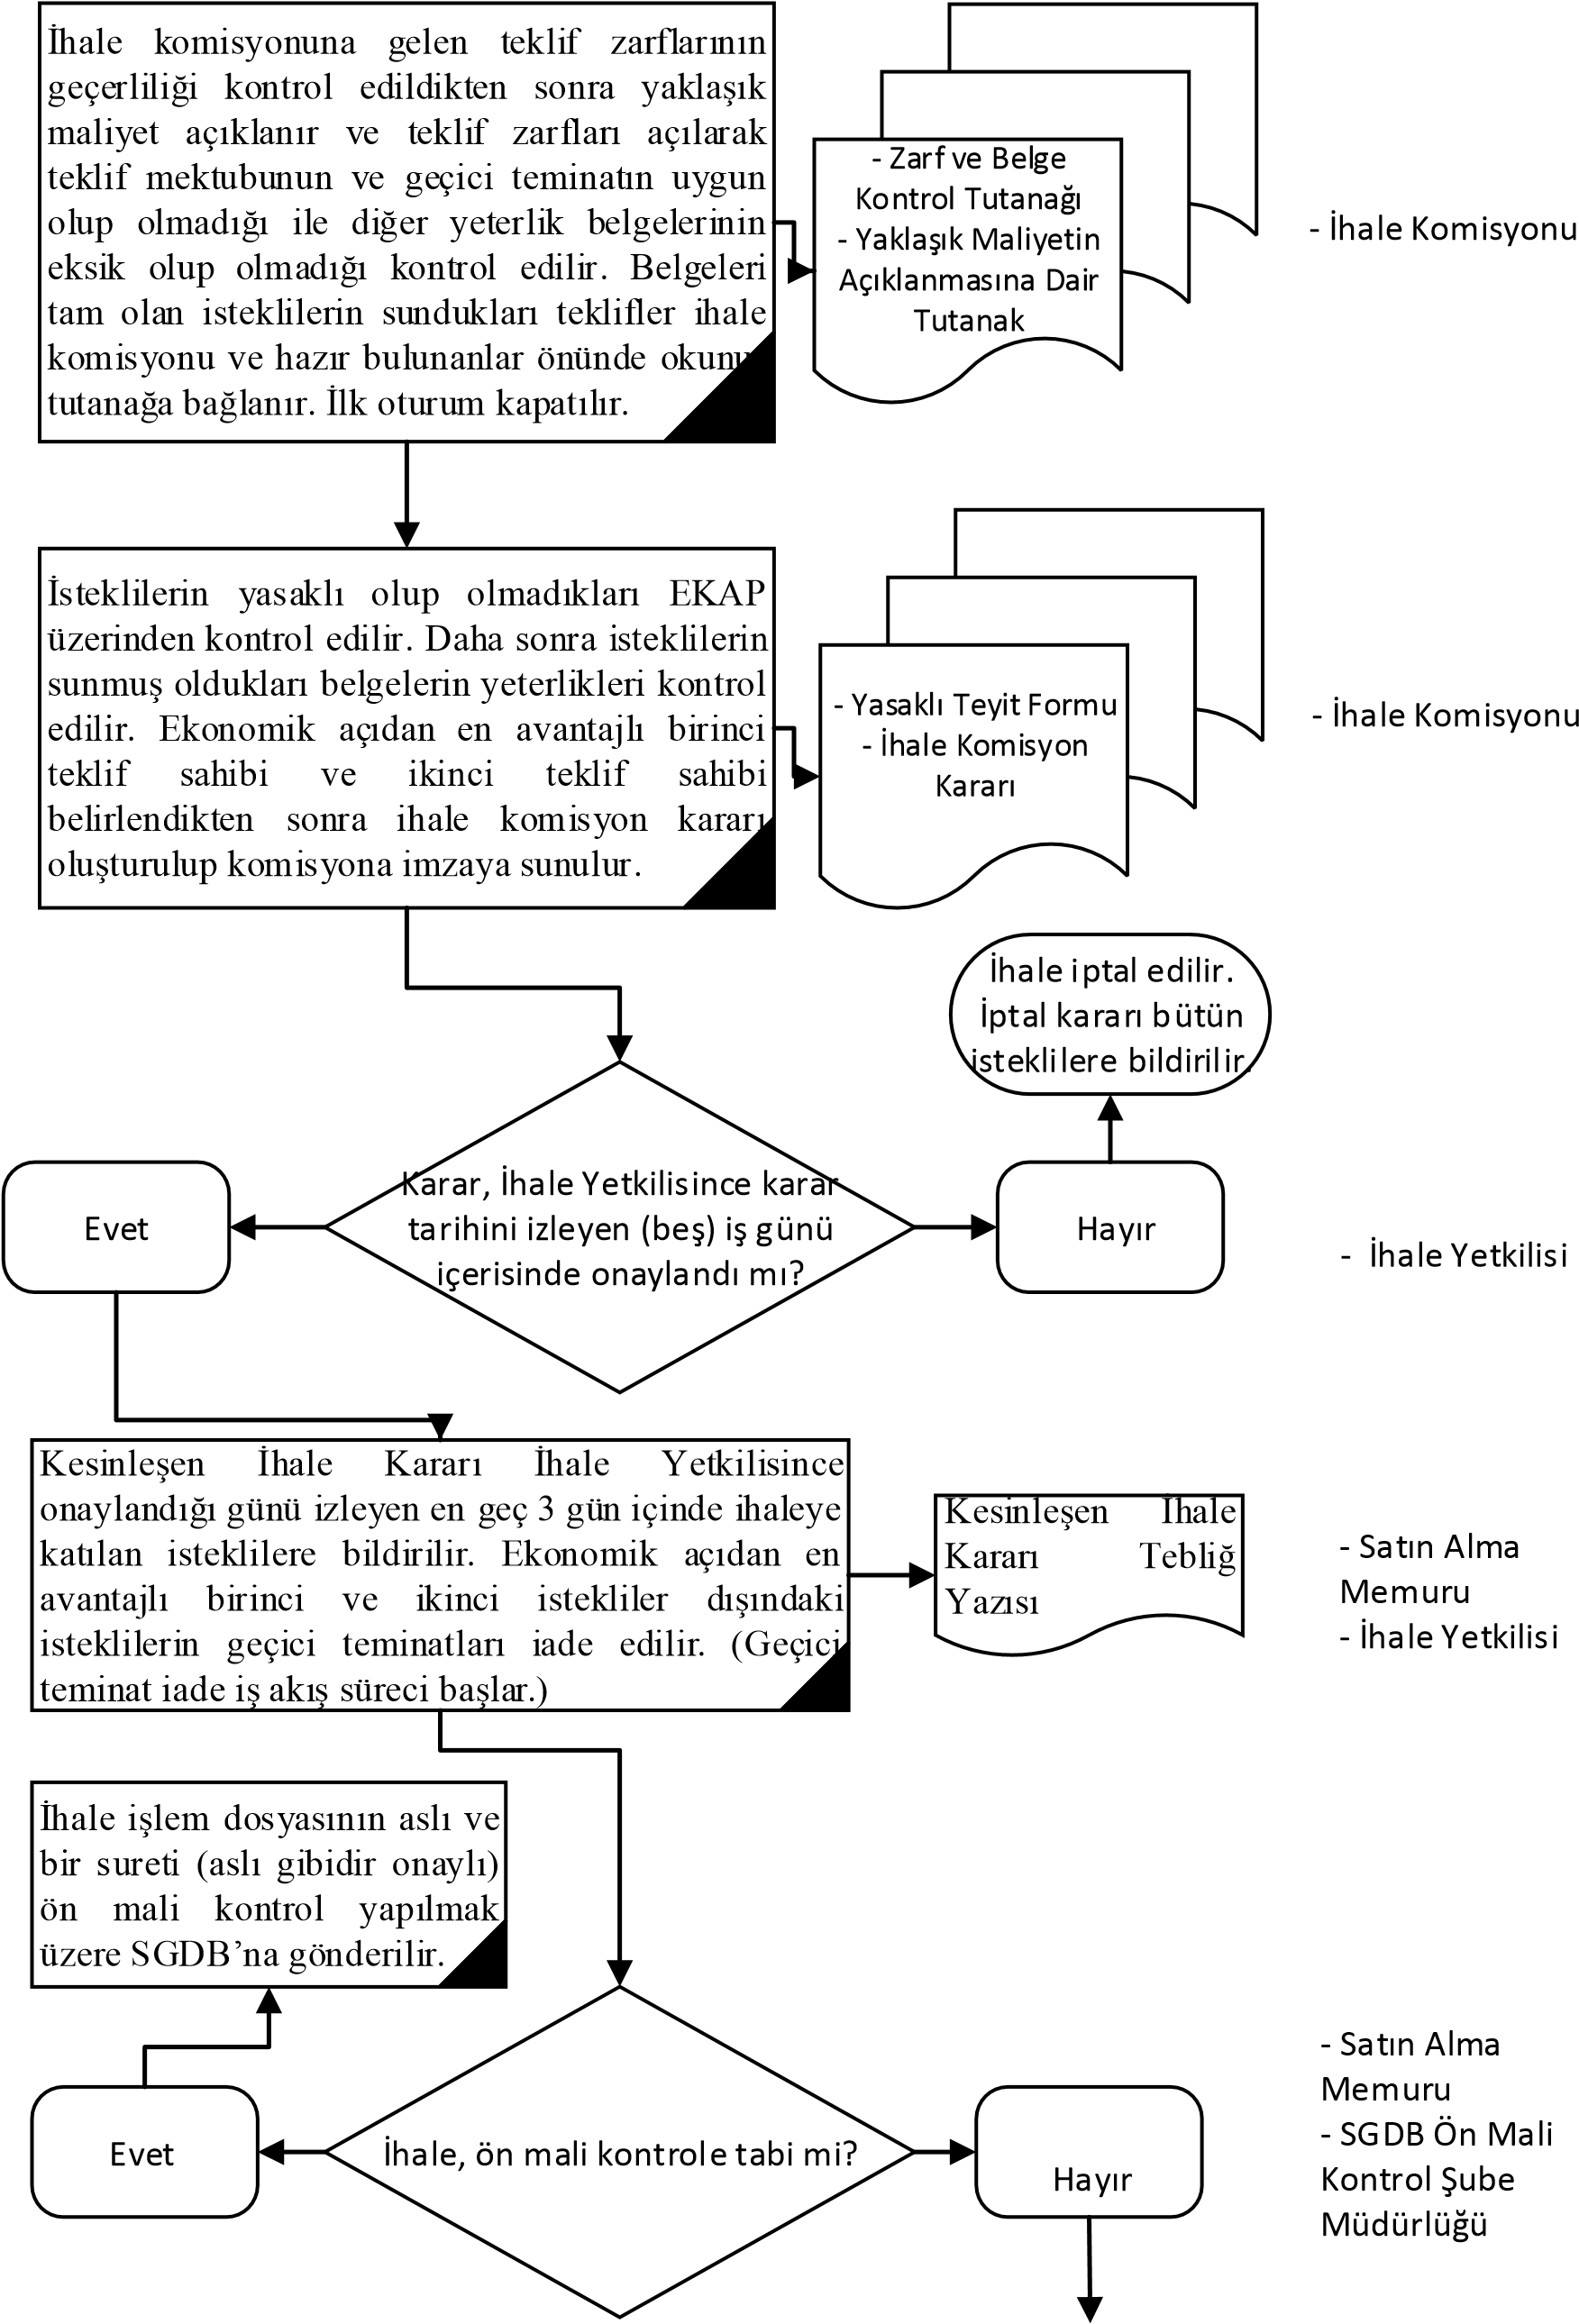 İhale komisyonuna gelen teklif zarflarının
geçerliliği kontrol edildikten sonra yaklaşık
maliyet açıklanır ve teklif zarfları açılarak
teklif mektubunun ve geçici teminatın uygun
olup olmadığı ile diğer yeterlik belgelerinin
eksik olup olmadığı kontrol edilir. Belgeleri
tam olan isteklilerin sundukları teklifler ihale
komisyonu ve hazır bulunanlar önünde
tutanağa bağlanır. İlk oturum kapatılır.
- Zarf ve Belge
Kontrol Tutanağı
- Yaklaşık Maliyetin
Açıklanmasına Dair
Tutanak
- İhale Komisyonu
İsteklilerin yasaklı olup olmadıkları EKAP
üzerinden kontrol edilir. Daha sonra isteklilerin
sunmuş oldukları belgelerin yeterlikleri kontrol
edilir. Ekonomik açıdan en avantajlı birinci
teklif sahibi ve ikinci teklif sahibi
belirlendikten sonra ihale komisyon kararı
oluşturulup komisyona imzaya sunulur.
- Yasaklı Teyit Formu
- İhale Komisyon
Kararı
- İhale Komisyonu
İhale iptal edilir.
İptal kararı bütün
isteklilere bildirilir.
Karar, İhale Yetkilisince karar
tarihini izleyen (beş) iş günü
içerisinde onaylandı mı?
Evet
Hayır
- İhale Yetkilisi
Kesinleşen İhale Kararı İhale Yetkilisince
onaylandığı günü izleyen en geç 3 gün içinde ihaleye
katılan isteklilere bildirilir. Ekonomik açıdan en
avantajlı birinci ve ikinci istekliler dışındaki
isteklilerin geçici teminatları iade edilir. (Geçici
teminat iade iş akış süreci başlar.)
Kesinleşen İhale
Kararı Tebliğ
Yazısı
- Satın Alma
Memuru
- İhale Yetkilisi
İhale işlem dosyasının aslı ve
bir sureti (aslı gibidir onaylı)
ön mali kontrol yapılmak
üzere SGDB’na gönderilir.
Evet
İhale, ön mali kontrole tabi mi?
Hayır
- Satın Alma
Memuru
- SGDB Ön Mali
Kontrol Şube
Müdürlüğü